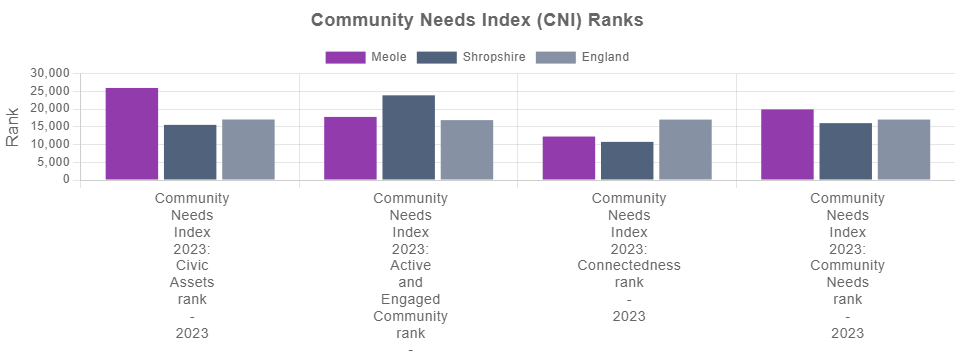 Community Needs Index (CNI) Ranks
Meole Shropshire England
Rank
30,000
25,000
20,000
15,000
10,000
5,000
0
Community
Needs
Index
2023:
Civic
Assets
rank
-
2023
Community
Needs
Index
2023:
Active
and
Engaged
Community
rank
-
Community
Needs
Index
2023:
Connectedness
rank
-
2023
Community
Needs
Index
2023:
Community
Needs
rank
-
2023